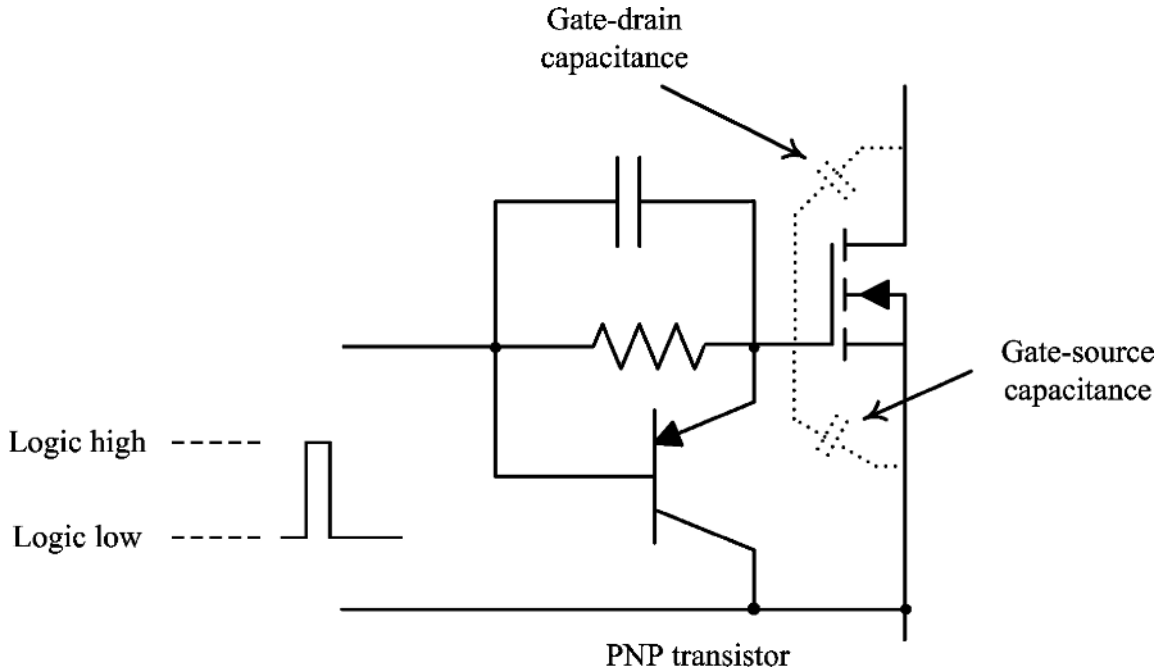 Gate-drain
capacitance
Gate-source
capacitance
Logic high
Logic low
PNP transistor